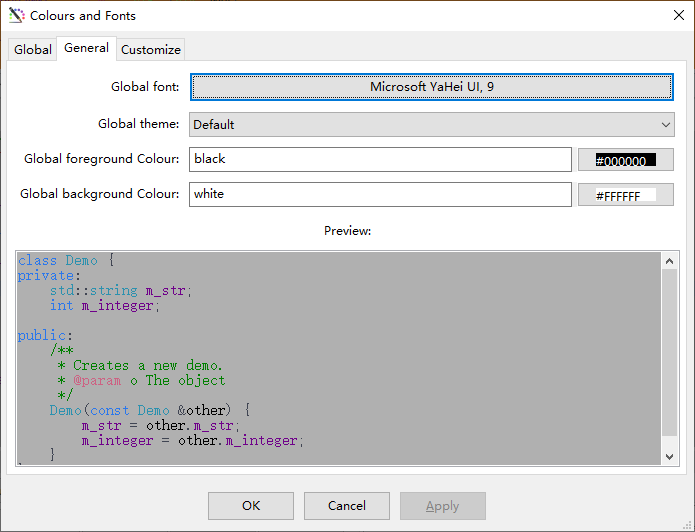 Colours and Fonts
Global General Customize
Global font: Microsoft YaHei UI, 9
Global theme: Default
Global foreground Colour: black #000000
Global background Colour: white #FFFFFF
Preview:
class Demo {
private:
    std::string m_str;
    int m_integer;
public:
    /**
     * Creates a new demo.
     * @param o The object
     */
    Demo(const Demo &other) {
        m_str = other.m_str;
        m_integer = other.m_integer;
    }
OK Cancel Apply